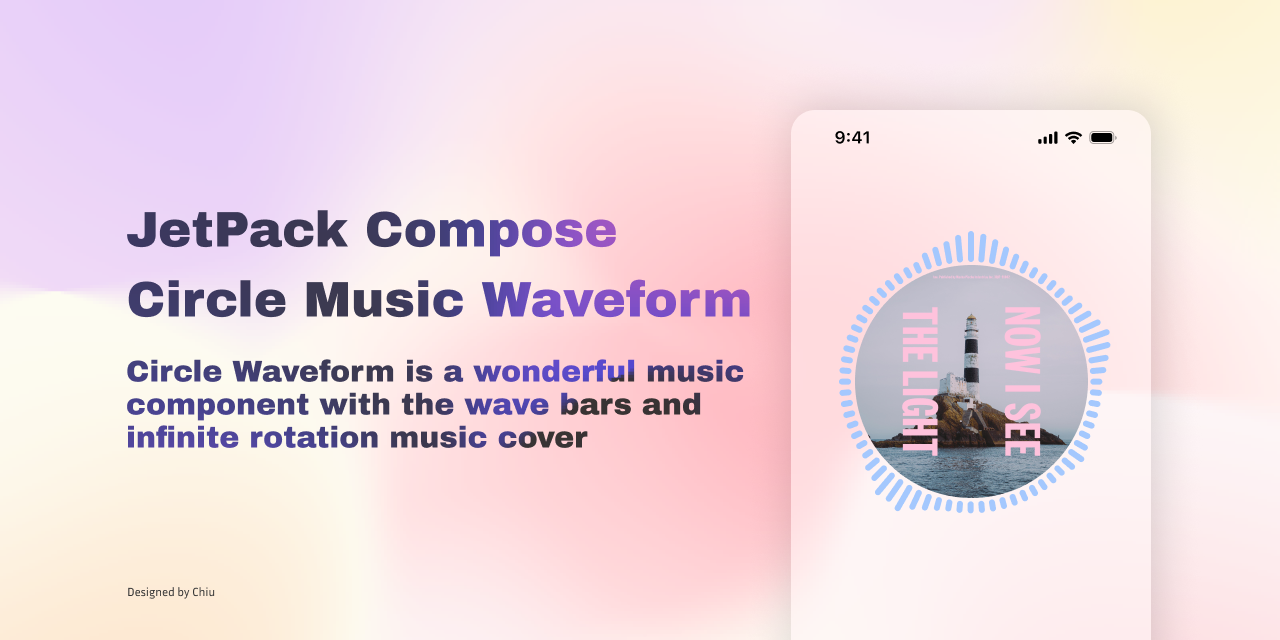 JetPack Compose
Circle Music Waveform
Circle Waveform is a wonderful music
component with the wave bars and
infinite rotation music cover
Designed by Chiu
9:41
NOW I SEE
THE LIGHT